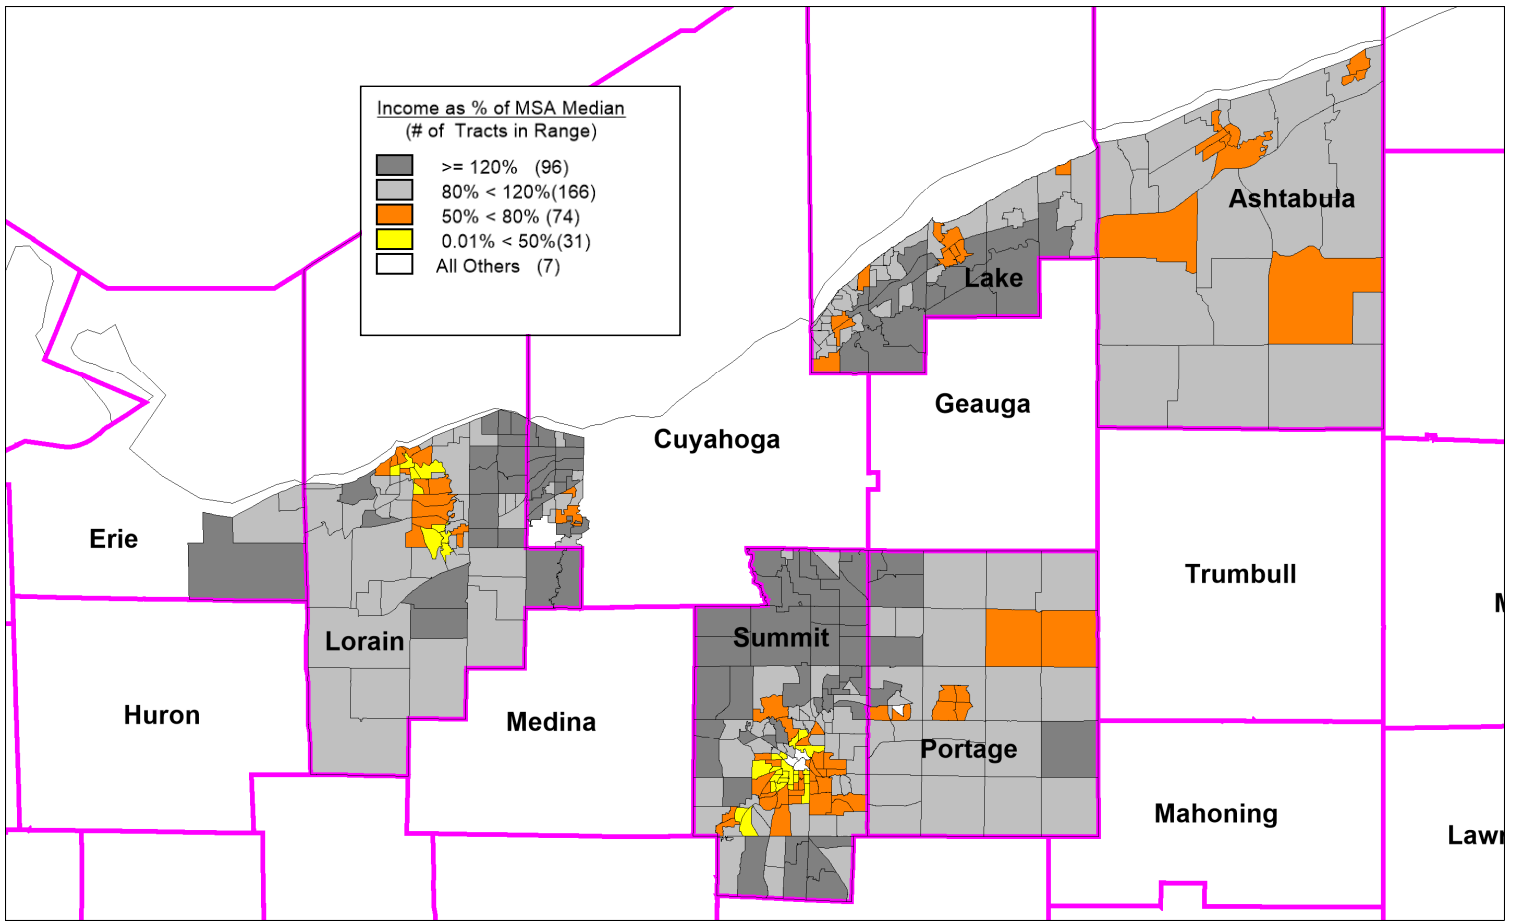 Income as % of MSA Median
(# of Tracts in Range)
>= 120% (96)
80% < 120%(166)
50% < 80% (74)
0.01% < 50%(31)
All Others (7)
Ashtabula
Lake
Geauga
Cuyahoga
Erie
Trumbull
Lorain
Summit
Huron
Medina
Portage
Mahoning